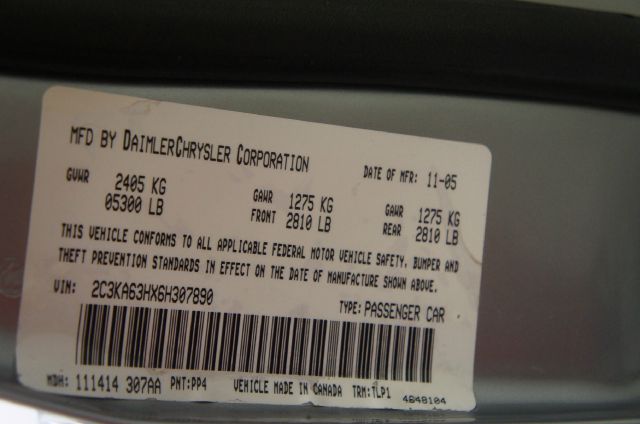 MFD BY DAIMLERCHRYSLER CORPORATION DATE OF MFR: 11-05
GVWR 2405 KG GAWR 1275 KG GAWR 1275 KG
05300 LB FRONT 2810 LB REAR 2810 LB
THIS VEHICLE CONFORMS TO ALL APPLICABLE FEDERAL MOTOR VEHICLE SAFETY, BUMPER AND
THEFT PREVENTION STANDARDS IN EFFECT ON THE DATE OF MANUFACTURE SHOWN ABOVE.
VIN: 2C3KA63HX6H307890 TYPE: PASSENGER CAR
MDH: 111414 307AA PNT:PP4 VEHICLE MADE IN CANADA TRM:TLP1 4648104